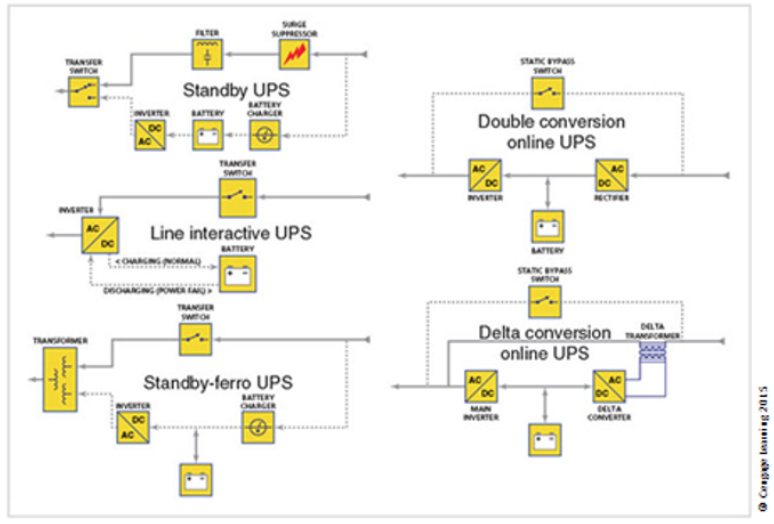 FILTER
SURGE
SUPPRESSOR
TRANSFER
SWITCH
Standby UPS
INVERTER
DC
AC
BATTERY
BATTERY
CHARGER
TRANSFER
SWITCH
INVERTER
AC
DC
Line interactive UPS
BATTERY
< CHARGING (NORMAL)
DISCHARGING (POWER FAIL) >
TRANSFER
SWITCH
TRANSFORMER
Standby-ferro UPS
INVERTER
DC
AC
BATTERY
CHARGER
STATIC BYPASS
SWITCH
Double conversion
online UPS
AC
DC
INVERTER
AC
DC
RECTIFIER
BATTERY
STATIC BYPASS
SWITCH
Delta conversion
online UPS
DELTA
TRANSFORMER
AC
DC
MAIN
INVERTER
AC
DC
DELTA
CONVERTER
© Cengage Learning 2015